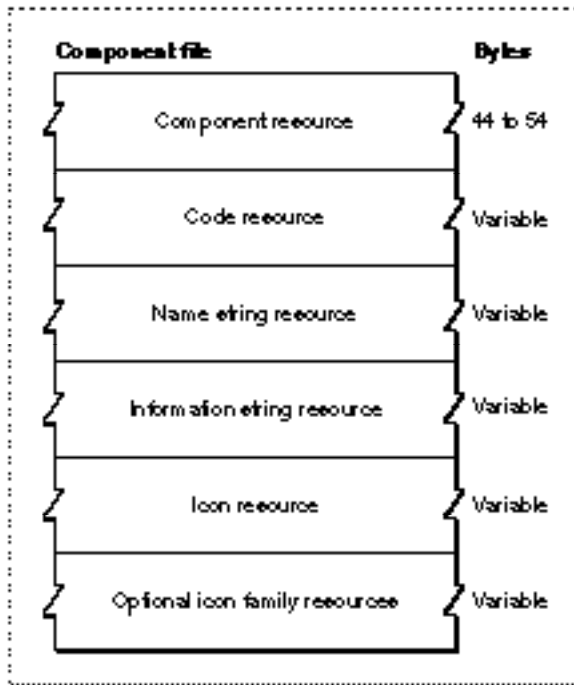 Component file Bytes
Component resource 44 to 54
Code resource Variable
Name string resource Variable
Information string resource Variable
Icon resource Variable
Optional icon family resources Variable